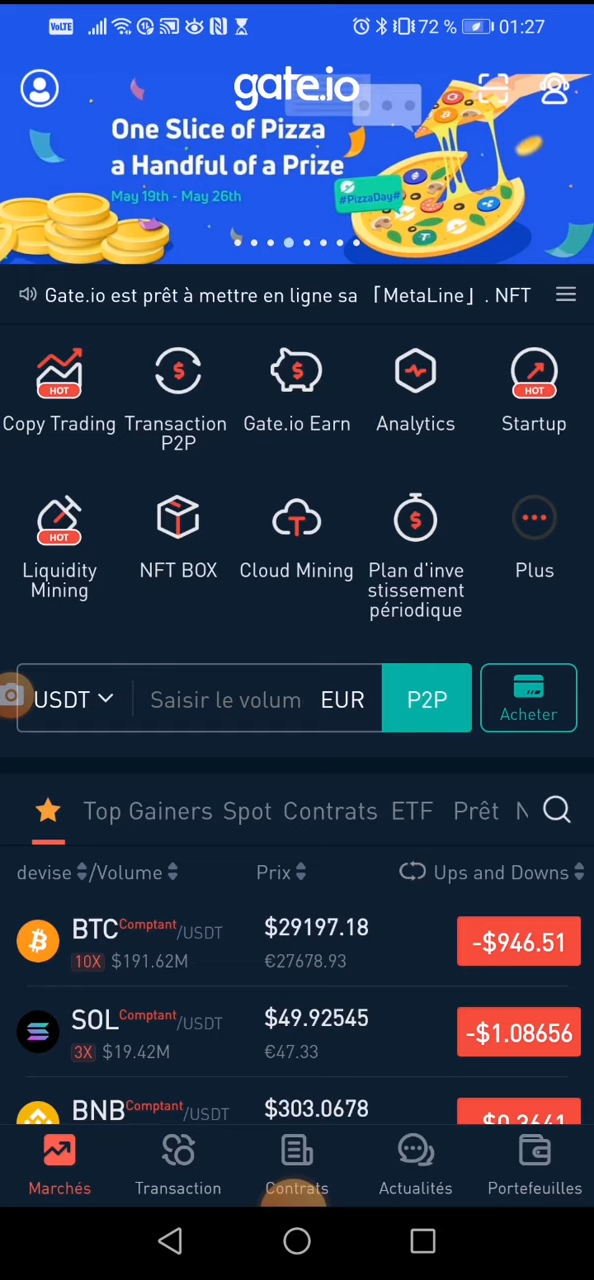 VoLTE 72 % 01:27
gate.io
One Slice of Pizza
a Handful of a Prize
May 19th - May 26th
#PizzaDay#
Gate.io est prêt à mettre en ligne sa 「MetaLine」. NFT
HOT
HOT
Copy Trading
Transaction
P2P
Gate.io Earn
Analytics
Startup
HOT
Liquidity
Mining
NFT BOX
Cloud Mining
Plan d'inve
stissement
périodique
Plus
USDT Saisir le volum EUR P2P
Acheter
Top Gainers Spot Contrats ETF Prêt N
devise/Volume Prix Ups and Downs
BTC Comptant/USDT $29197.18 -$946.51
10X $191.62M €27678.93
SOL Comptant/USDT $49.92545 -$1.08656
3X $19.42M €47.33
BNB Comptant/USDT $303.0678
Marchés Transaction Contrats Actualités Portefeuilles